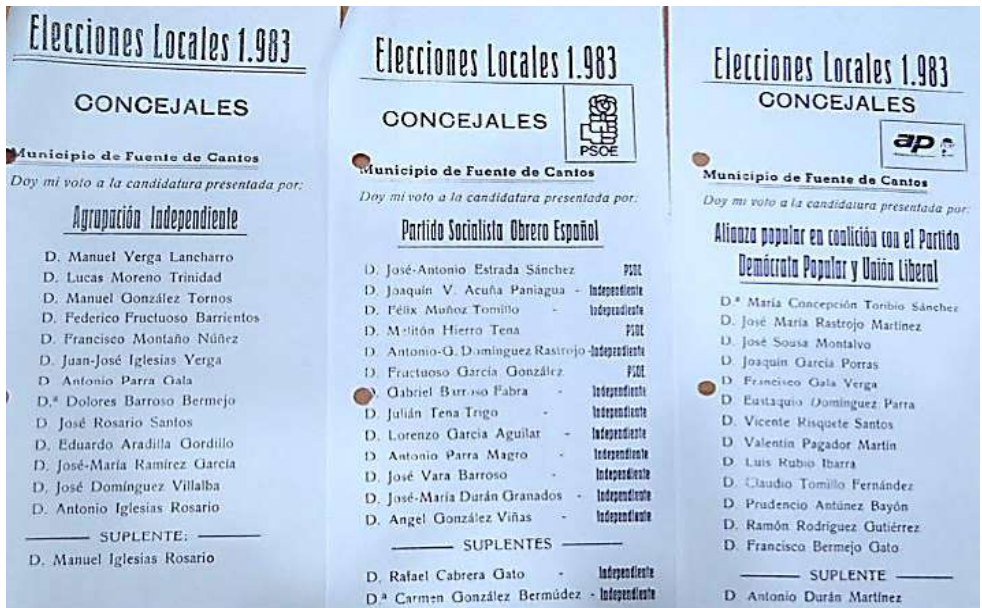 Elecciones Locales 1.983
CONCEJALES
Municipio de Fuente de Cantos
Doy mi voto a la candidatura presentada por:
Agrupación Independiente
D. Manuel Yerga Lancharro
D. Lucas Moreno Trinidad
D. Manuel González Tornos
D. Federico Fructuoso Barrientos
D. Francisco Montaño Núñez
D. Juan-José Iglesias Yerga
D Antonio Parra Gala
D.ª Dolores Barroso Bermejo
D José Rosario Santos
D. Eduardo Aradilla Gordillo
D. José-María Ramírez García
D. José Domínguez Villalba
D. Antonio Iglesias Rosario
SUPLENTE:
D. Manuel Iglesias Rosario
Elecciones Locales 1.983
CONCEJALES
PSOE
Municipio de Fuente de Cantos
Doy mi voto a la candidatura presentada por:
Partido Socialista Obrero Español
D. José-Antonio Estrada Sánchez PSOE
D. Joaquín V. Acuña Paniagua - Independiente
D. Félix Muñoz Tomillo - Independiente
D. Melitón Hierro Tena PSOE
D. Antonio-G. Domínguez Rastrojo - Independiente
D. Fructuoso García González PSOE
D. Gabriel Barroso Fabra - Independiente
D. Julián Tena Trigo - Independiente
D. Lorenzo García Aguilar - Independiente
D. Antonio Parra Magro - Independiente
D. José Vara Barroso - Independiente
D. José-María Durán Granados - Independiente
D. Angel González Viñas - Independiente
SUPLENTES
D. Rafael Cabrera Gato - Independiente
D.ª Carmen González Bermúdez - Independiente
Elecciones Locales 1.983
CONCEJALES
ap
Municipio de Fuente de Cantos
Doy mi voto a la candidatura presentada por:
Alianza popular en coalición con el Partido
Demócrata Popular y Unión Liberal
D.ª María Concepción Toribio Sánchez
D. José María Rastrojo Martínez
D. José Sousa Montalvo
D. Joaquín García Porras
D Francisco Gala Verga
D. Eustaquio Domínguez Parra
D. Vicente Risquete Santos
D. Valentín Pagador Martín
D. Luis Rubio Ibarra
D. Claudio Tomillo Fernández
D. Prudencio Antúnez Bayón
D. Ramón Rodríguez Gutiérrez
D. Francisco Bermejo Gato
SUPLENTE
D Antonio Durán Martínez